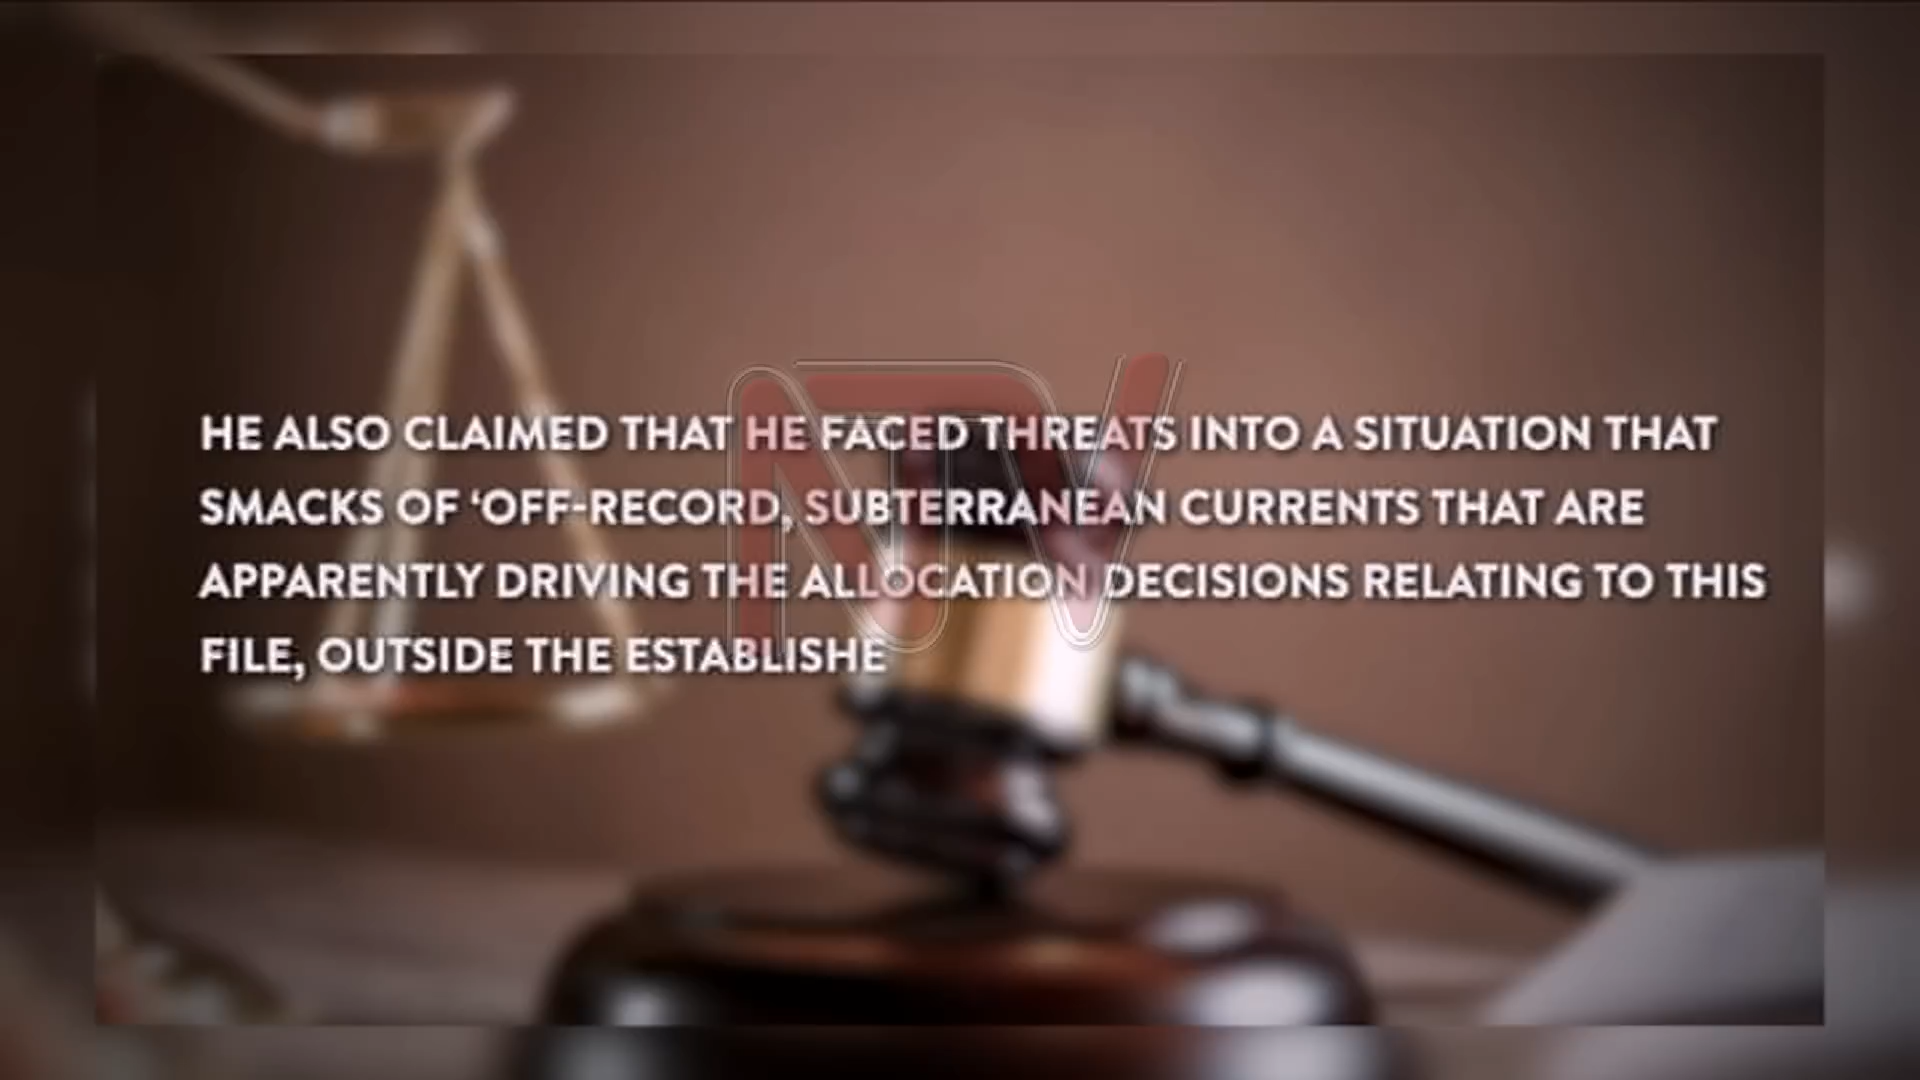 HE ALSO CLAIMED THAT HE FACED THREATS INTO A SITUATION THAT
SMACKS OF ‘OFF-RECORD, SUBTERRANEAN CURRENTS THAT ARE
APPARENTLY DRIVING THE ALLOCATION DECISIONS RELATING TO THIS
FILE, OUTSIDE THE ESTABLISHE
NTV